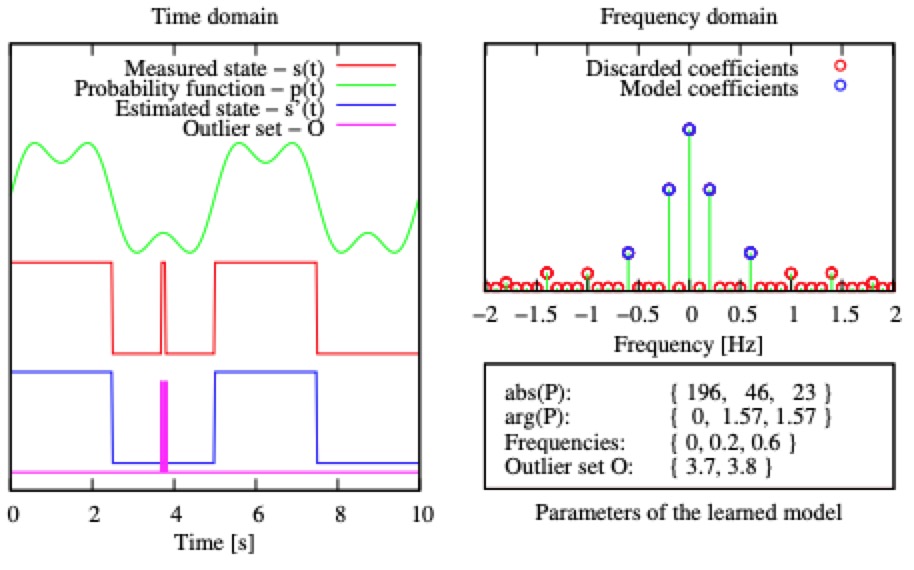 Time domain
Measured state − s(t)
Probability function − p(t)
Estimated state − s'(t)
Outlier set − O
0 2 4 6 8 10
Time [s]
Frequency domain
Discarded coefficients
Model coefficients
−2 −1.5 −1 −0.5 0 0.5 1 1.5 2
Frequency [Hz]
abs(P): { 196, 46, 23 }
arg(P): { 0, 1.57, 1.57 }
Frequencies: { 0, 0.2, 0.6 }
Outlier set O: { 3.7, 3.8 }
Parameters of the learned model